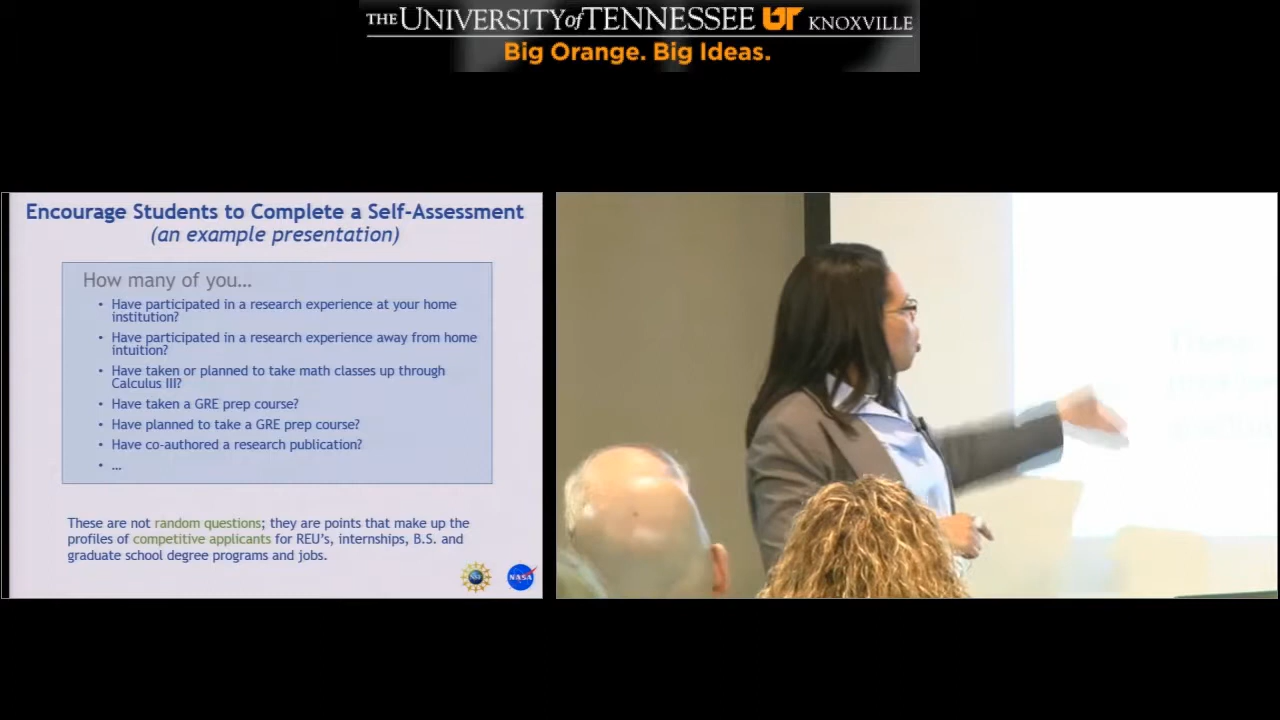 THE UNIVERSITY of TENNESSEE UT KNOXVILLE
Big Orange. Big Ideas.
Encourage Students to Complete a Self-Assessment
(an example presentation)
How many of you…
• Have participated in a research experience at your home
institution?
• Have participated in a research experience away from home
intuition?
• Have taken or planned to take math classes up through
Calculus III?
• Have taken a GRE prep course?
• Have planned to take a GRE prep course?
• Have co-authored a research publication?
• …
These are not random questions; they are points that make up the
profiles of competitive applicants for REU’s, internships, B.S. and
graduate school degree programs and jobs.
NSF
NASA